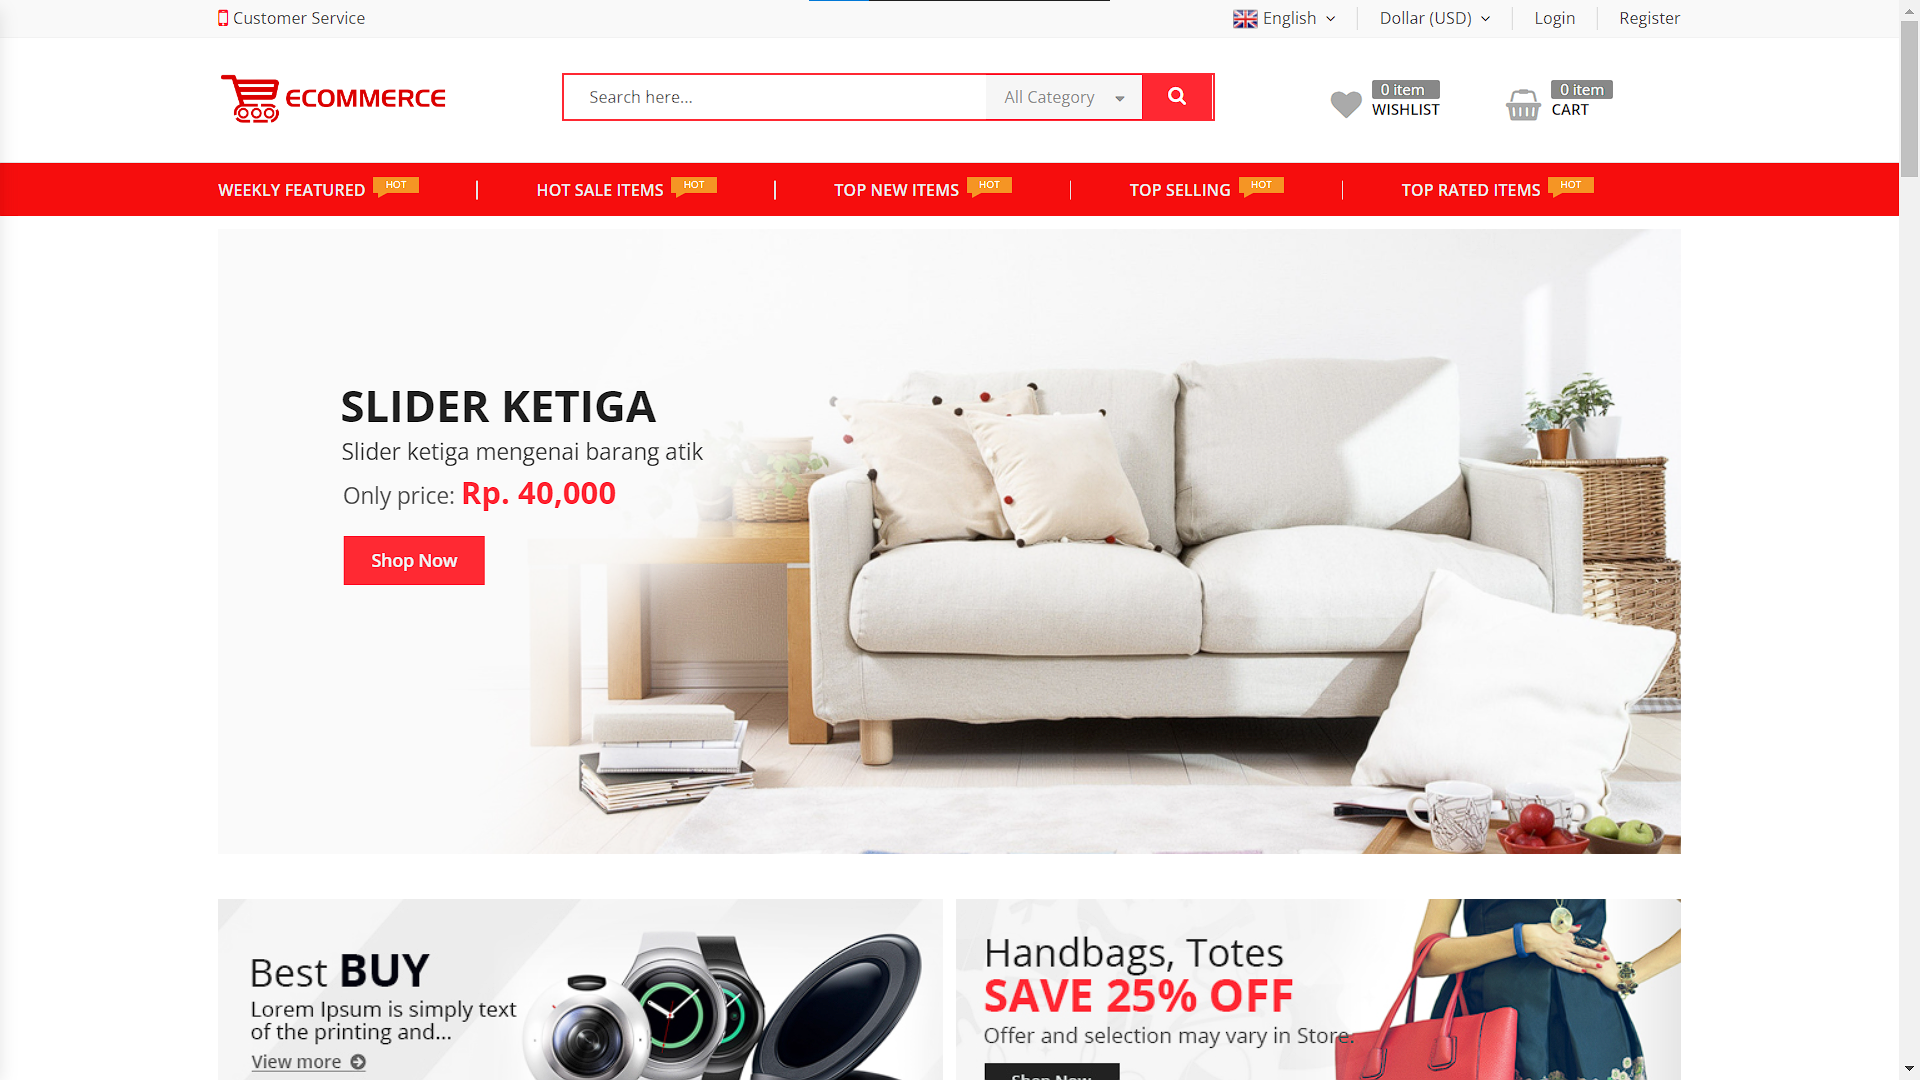 Customer Service
English
Dollar (USD)
Login
Register
ECOMMERCE
Search here...
All Category
0 item
WISHLIST
0 item
CART
WEEKLY FEATURED HOT
HOT SALE ITEMS HOT
TOP NEW ITEMS HOT
TOP SELLING HOT
TOP RATED ITEMS HOT
SLIDER KETIGA
Slider ketiga mengenai barang atik
Only price: Rp. 40,000
Shop Now
Best BUY
Lorem Ipsum is simply text
of the printing and...
View more
Handbags, Totes
SAVE 25% OFF
Offer and selection may vary in Store.
Shop Now